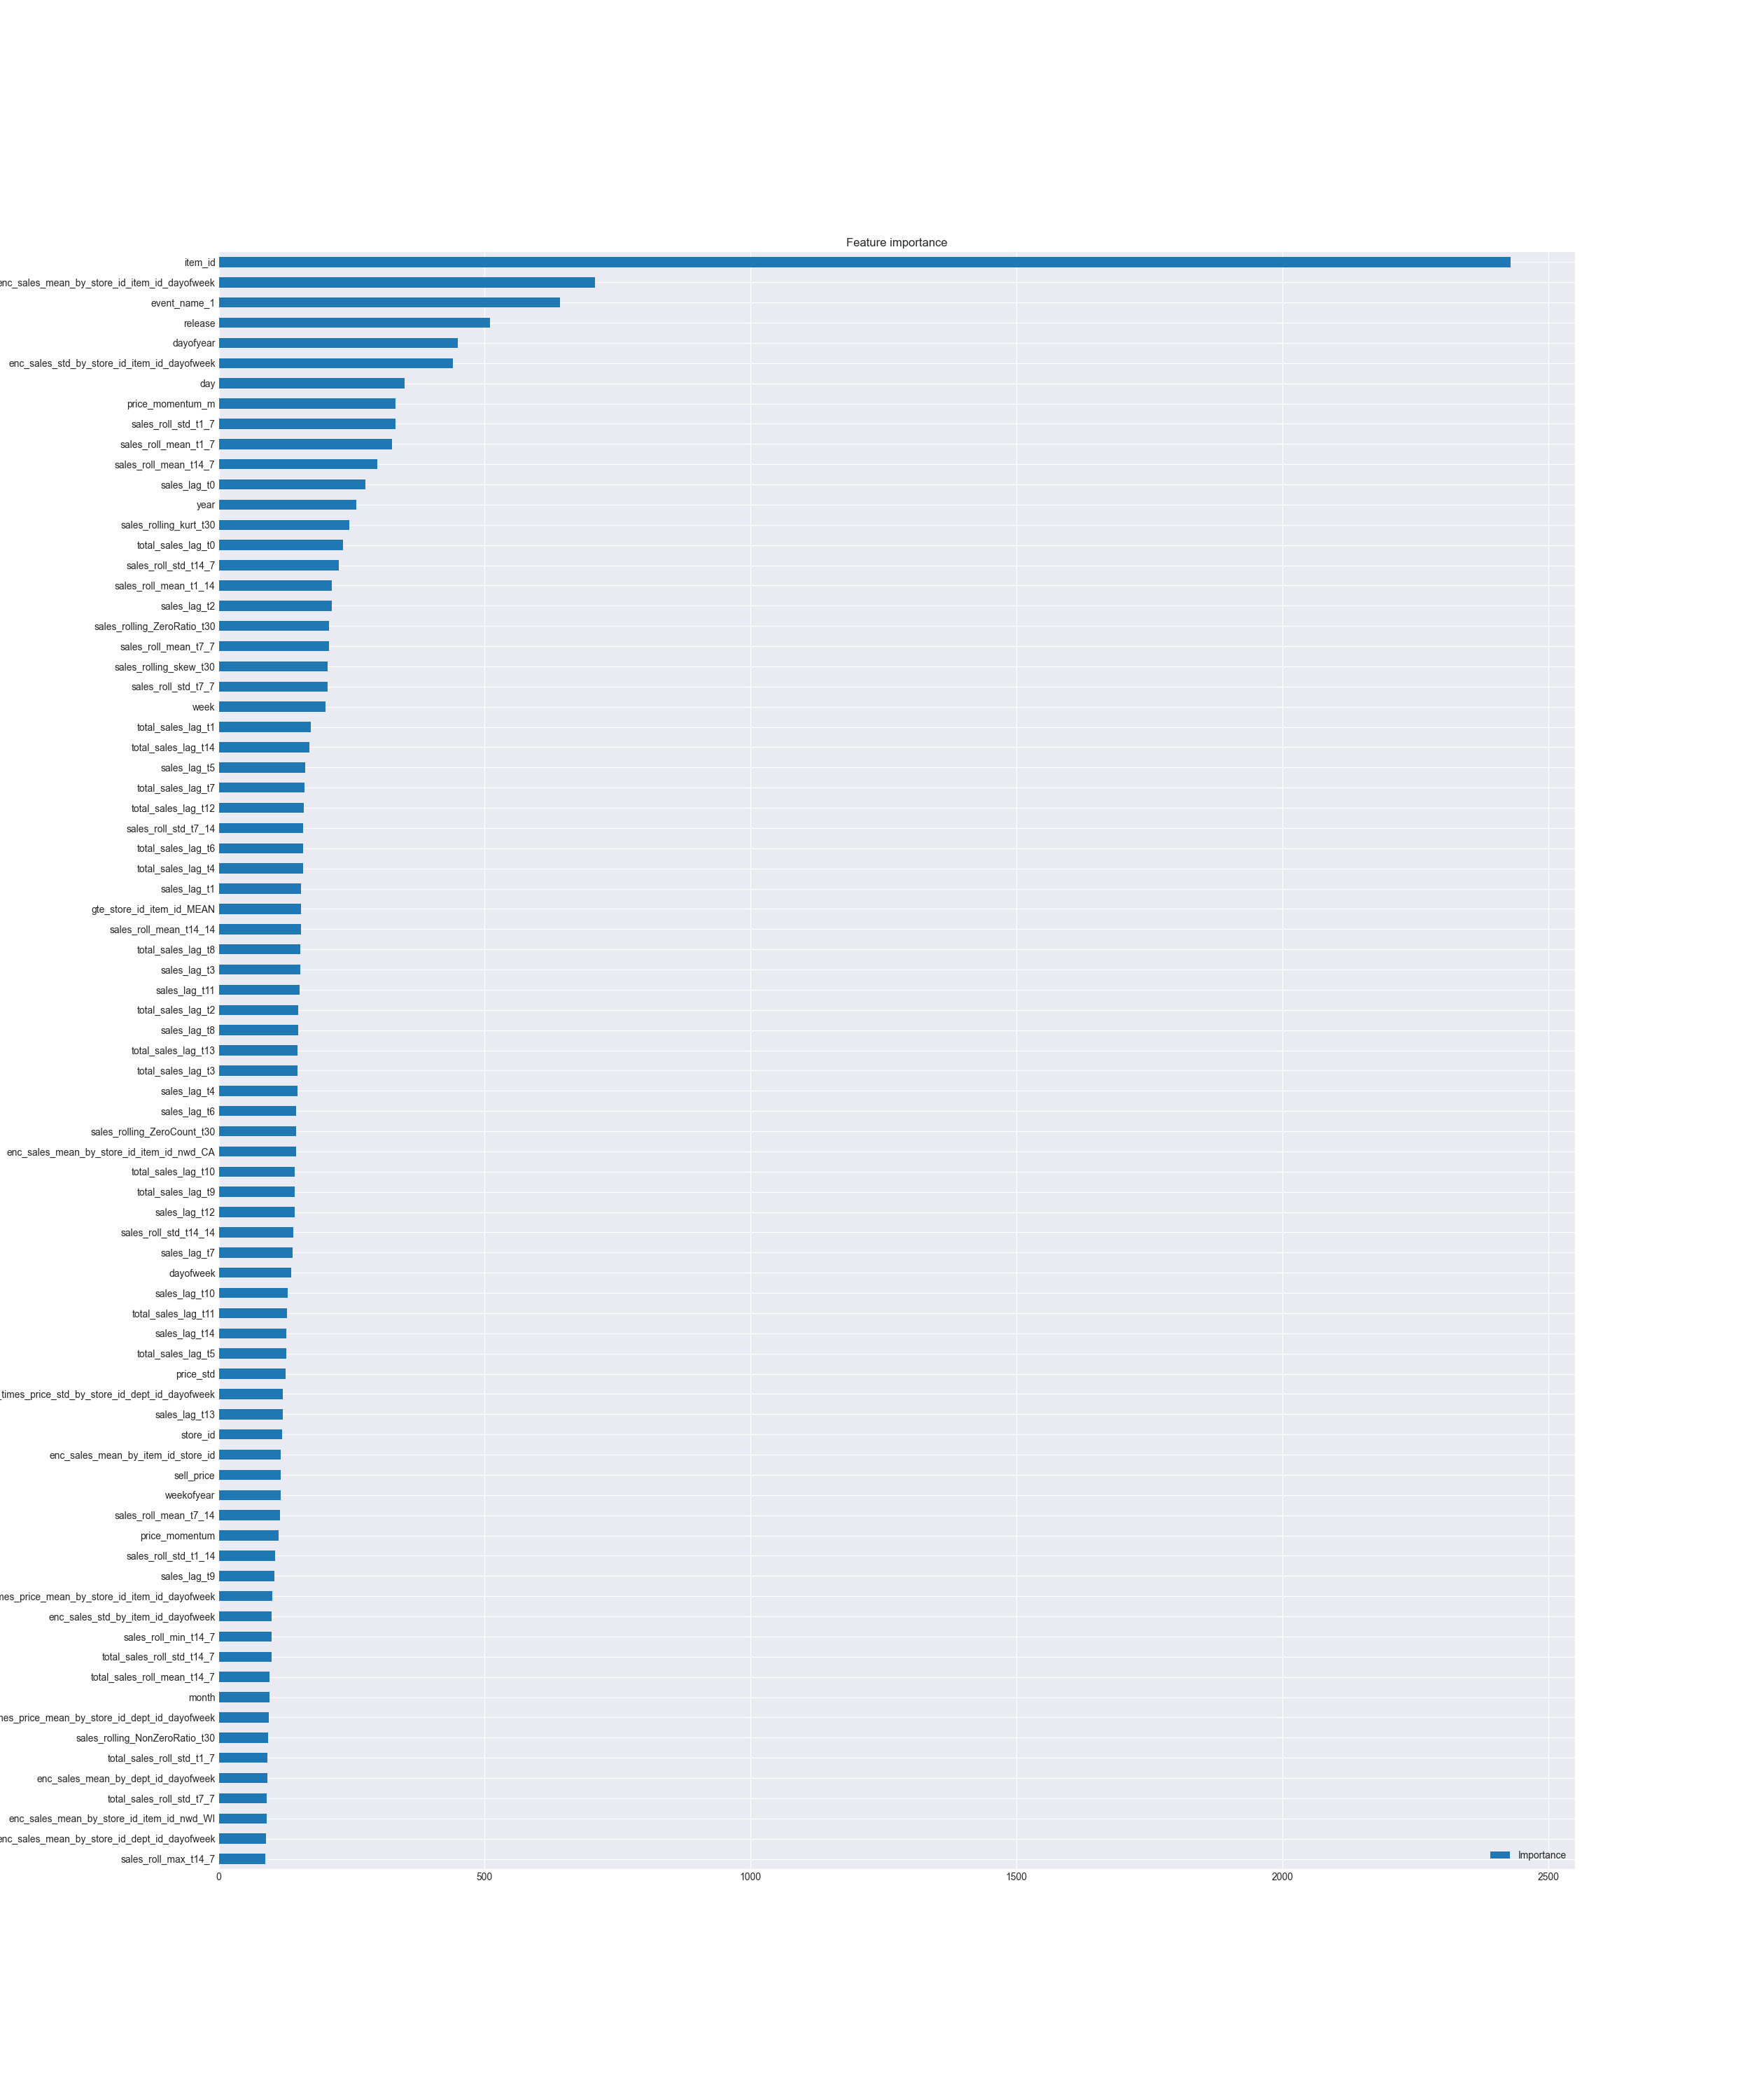 Feature importance
item_id
enc_sales_mean_by_store_id_item_id_dayofweek
event_name_1
release
dayofyear
enc_sales_std_by_store_id_item_id_dayofweek
day
price_momentum_m
sales_roll_std_t1_7
sales_roll_mean_t1_7
sales_roll_mean_t14_7
sales_lag_t0
year
sales_rolling_kurt_t30
total_sales_lag_t0
sales_roll_std_t14_7
sales_roll_mean_t1_14
sales_lag_t2
sales_rolling_ZeroRatio_t30
sales_roll_mean_t7_7
sales_rolling_skew_t30
sales_roll_std_t7_7
week
total_sales_lag_t1
total_sales_lag_t14
sales_lag_t5
total_sales_lag_t7
total_sales_lag_t12
sales_roll_std_t7_14
total_sales_lag_t6
total_sales_lag_t4
sales_lag_t1
gte_store_id_item_id_MEAN
sales_roll_mean_t14_14
total_sales_lag_t8
sales_lag_t3
sales_lag_t11
total_sales_lag_t2
sales_lag_t8
total_sales_lag_t13
total_sales_lag_t3
sales_lag_t4
sales_lag_t6
sales_rolling_ZeroCount_t30
enc_sales_mean_by_store_id_item_id_nwd_CA
total_sales_lag_t10
total_sales_lag_t9
sales_lag_t12
sales_roll_std_t14_14
sales_lag_t7
dayofweek
sales_lag_t10
total_sales_lag_t11
sales_lag_t14
total_sales_lag_t5
price_std
_times_price_std_by_store_id_dept_id_dayofweek
sales_lag_t13
store_id
enc_sales_mean_by_item_id_store_id
sell_price
weekofyear
sales_roll_mean_t7_14
price_momentum
sales_roll_std_t1_14
sales_lag_t9
mes_price_mean_by_store_id_item_id_dayofweek
enc_sales_std_by_item_id_dayofweek
sales_roll_min_t14_7
total_sales_roll_std_t14_7
total_sales_roll_mean_t14_7
month
nes_price_mean_by_store_id_dept_id_dayofweek
sales_rolling_NonZeroRatio_t30
total_sales_roll_std_t1_7
enc_sales_mean_by_dept_id_dayofweek
total_sales_roll_std_t7_7
enc_sales_mean_by_store_id_item_id_nwd_WI
enc_sales_mean_by_store_id_dept_id_dayofweek
sales_roll_max_t14_7
Importance
0 500 1000 1500 2000 2500